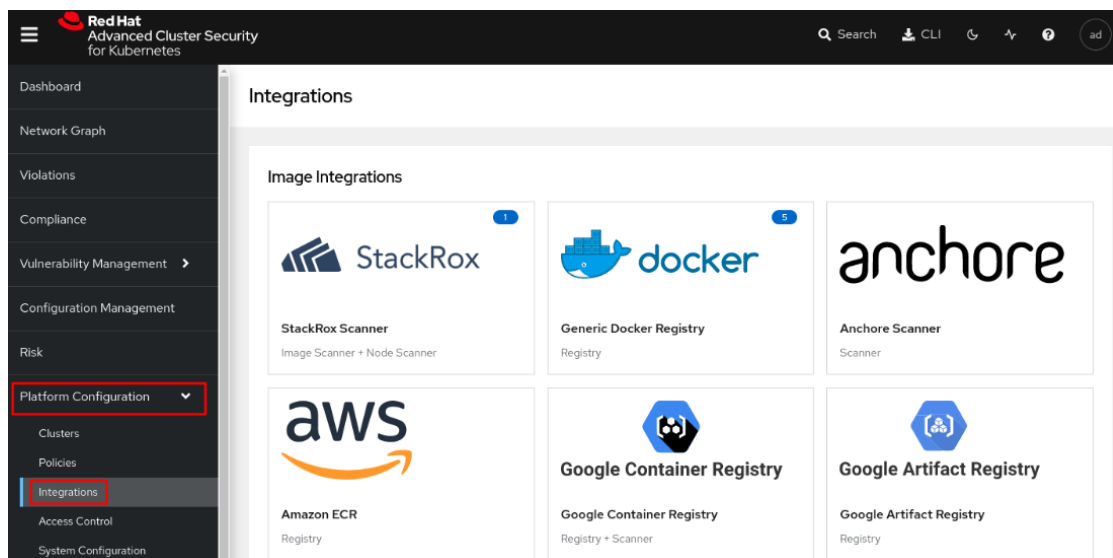 Red Hat
Advanced Cluster Security
for Kubernetes
Search
CLI
ad
Dashboard
Network Graph
Violations
Compliance
Vulnerability Management
Configuration Management
Risk
Platform Configuration
Clusters
Policies
Integrations
Access Control
System Configuration
Integrations
Image Integrations
1
StackRox
StackRox Scanner
Image Scanner + Node Scanner
5
docker
Generic Docker Registry
Registry
anchore
Anchore Scanner
Scanner
aws
Amazon ECR
Registry
Google Container Registry
Google Container Registry
Registry + Scanner
Google Artifact Registry
Google Artifact Registry
Registry